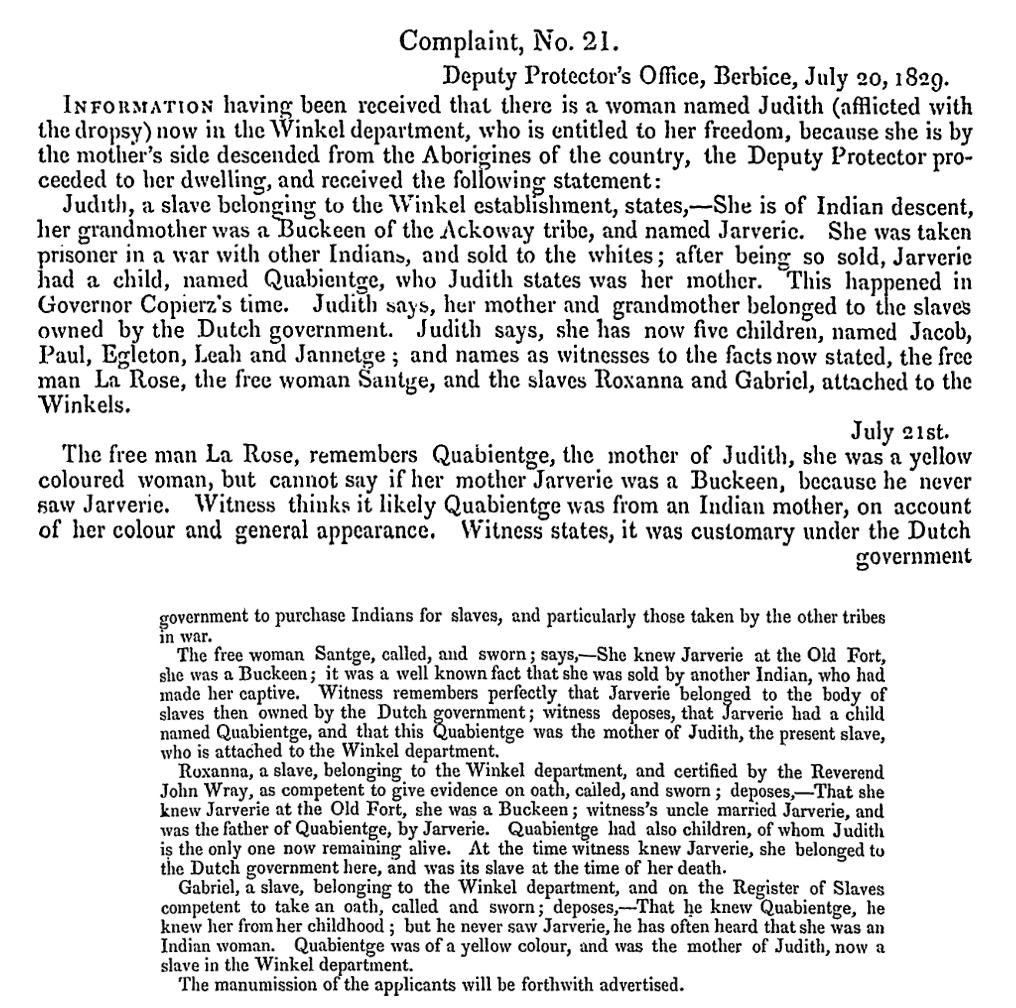 Complaint, No. 21.
Deputy Protector's Office, Berbice, July 20, 1829.
INFORMATION having been received that there is a woman named Judith (afflicted with
the dropsy) now in the Winkel department, who is entitled to her freedom, because she is by
the mother's side descended from the Aborigines of the country, the Deputy Protector pro-
ceeded to her dwelling, and received the following statement:
Judith, a slave belonging to the Winkel establishment, states,—She is of Indian descent,
her grandmother was a Buckeen of the Ackoway tribe, and named Jarveric. She was taken
prisoner in a war with other Indians, and sold to the whites; after being so sold, Jarverie
had a child, named Quabientge, who Judith states was her mother. This happened in
Governor Copierz's time. Judith says, her mother and grandmother belonged to the slaves
owned by the Dutch government. Judith says, she has now five children, named Jacob,
Paul, Egleton, Leah and Jannetge; and names as witnesses to the facts now stated, the free
man La Rose, the free woman Santge, and the slaves Roxanna and Gabriel, attached to the
Winkels.
July 21st.
The free man La Rose, remembers Quabientge, the mother of Judith, she was a yellow
coloured woman, but cannot say if her mother Jarverie was a Buckeen, because he never
saw Jarverie. Witness thinks it likely Quabientge was from an Indian mother, on account
of her colour and general appearance. Witness states, it was customary under the Dutch
government
government to purchase Indians for slaves, and particularly those taken by the other tribes
in war.
The free woman Santge, called, and sworn; says,—She knew Jarverie at the Old Fort,
she was a Buckeen; it was a well known fact that she was sold by another Indian, who had
made her captive. Witness remembers perfectly that Jarverie belonged to the body of
slaves then owned by the Dutch government; witness deposes, that Jarverie had a child
named Quabientge, and that this Quabientge was the mother of Judith, the present slave,
who is attached to the Winkel department.
Roxanna, a slave, belonging to the Winkel department, and certified by the Reverend
John Wray, as competent to give evidence on oath, called, and sworn; deposes,—That she
knew Jarverie at the Old Fort, she was a Buckeen; witness's uncle married Jarverie, and
was the father of Quabientge, by Jarverie. Quabientge had also children, of whom Judith
is the only one now remaining alive. At the time witness knew Jarverie, she belonged to
the Dutch government here, and was its slave at the time of her death.
Gabriel, a slave, belonging to the Winkel department, and on the Register of Slaves
competent to take an oath, called and sworn; deposes,—That he knew Quabientge, he
knew her from her childhood; but he never saw Jarverie, he has often heard that she was an
Indian woman. Quabientge was of a yellow colour, and was the mother of Judith, now a
slave in the Winkel department.
The manumission of the applicants will be forthwith advertised.